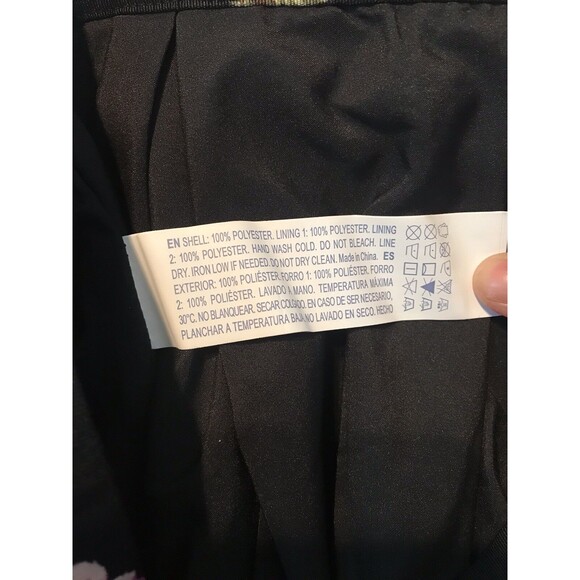 EN SHELL: 100% POLYESTER. LINING 1: 100% POLYESTER. LINING
2: 100% POLYESTER. HAND WASH COLD. DO NOT BLEACH. LINE
DRY. IRON LOW IF NEEDED. DO NOT DRY CLEAN. Made in China. ES
EXTERIOR: 100% POLIÉSTER. FORRO 1: 100% POLIÉSTER. FORRO
2: 100% POLIÉSTER. LAVADO A MANO. TEMPERATURA MÁXIMA
30°C. NO BLANQUEAR. SECAR COLGADO. EN CASO DE SER NECESARIO,
PLANCHAR A TEMPERATURA NO LAVADO EN SECO. HECHO